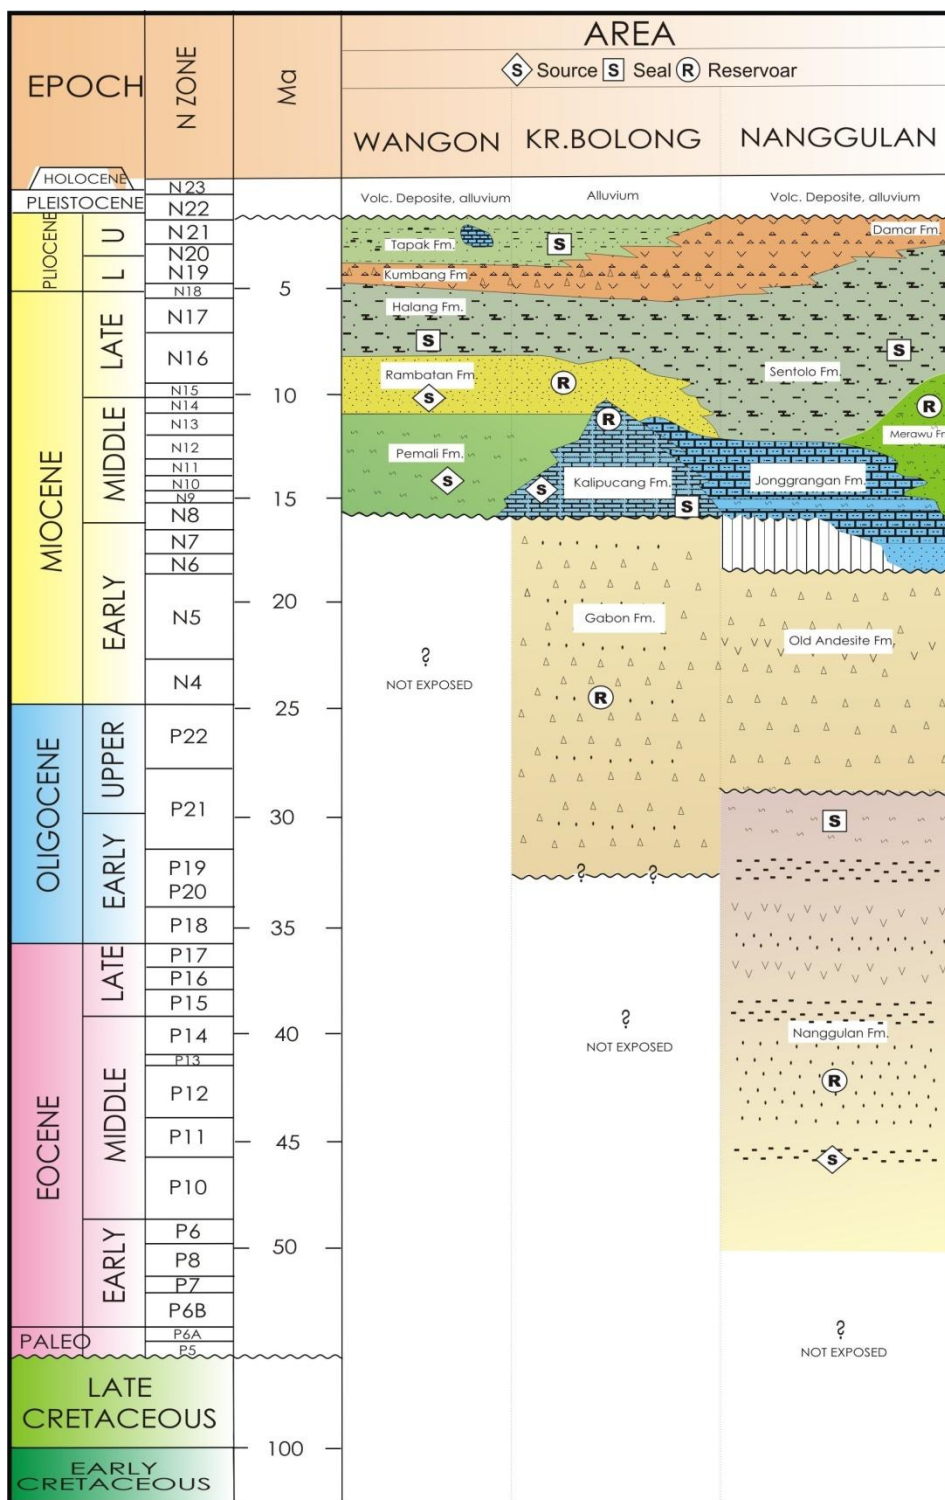 AREA
S Source S Seal R Reservoar
EPOCH
N ZONE
Ma
WANGON KR.BOLONG NANGGULAN
HOLOCENE
N23
PLEISTOCENE
N22
Volc. Deposite, alluvium
Alluvium
Volc. Deposite, alluvium
PLIOCENE
U
L
N21
N20
N19
N18
Tapak Fm.
S
Damar Fm.
Kumbang Fm
5
MIOCENE
LATE
MIDDLE
EARLY
N17
N16
N15
N14
N13
N12
N11
N10
N9
N8
N7
N6
N5
N4
Halang Fm.
S
S
Sentolo Fm.
Rambatan Fm
R
S
10
R
R
Merawu Fm
Pemali Fm.
S
S
Kalipucang Fm.
S
Jonggrangan Fm.
15
20
Gabon Fm.
R
Old Andesite Fm.
?
NOT EXPOSED
25
OLIGOCENE
UPPER
EARLY
P22
P21
P19
P20
P18
30
S
? ?
35
EOCENE
LATE
MIDDLE
EARLY
P17
P16
P15
P14
P13
P12
P11
P10
P6
P8
P7
P6B
40
?
NOT EXPOSED
Nanggulan Fm.
R
45
S
50
PALEO
P6A
P5
?
NOT EXPOSED
LATE
CRETACEOUS
100
EARLY
CRETACEOUS